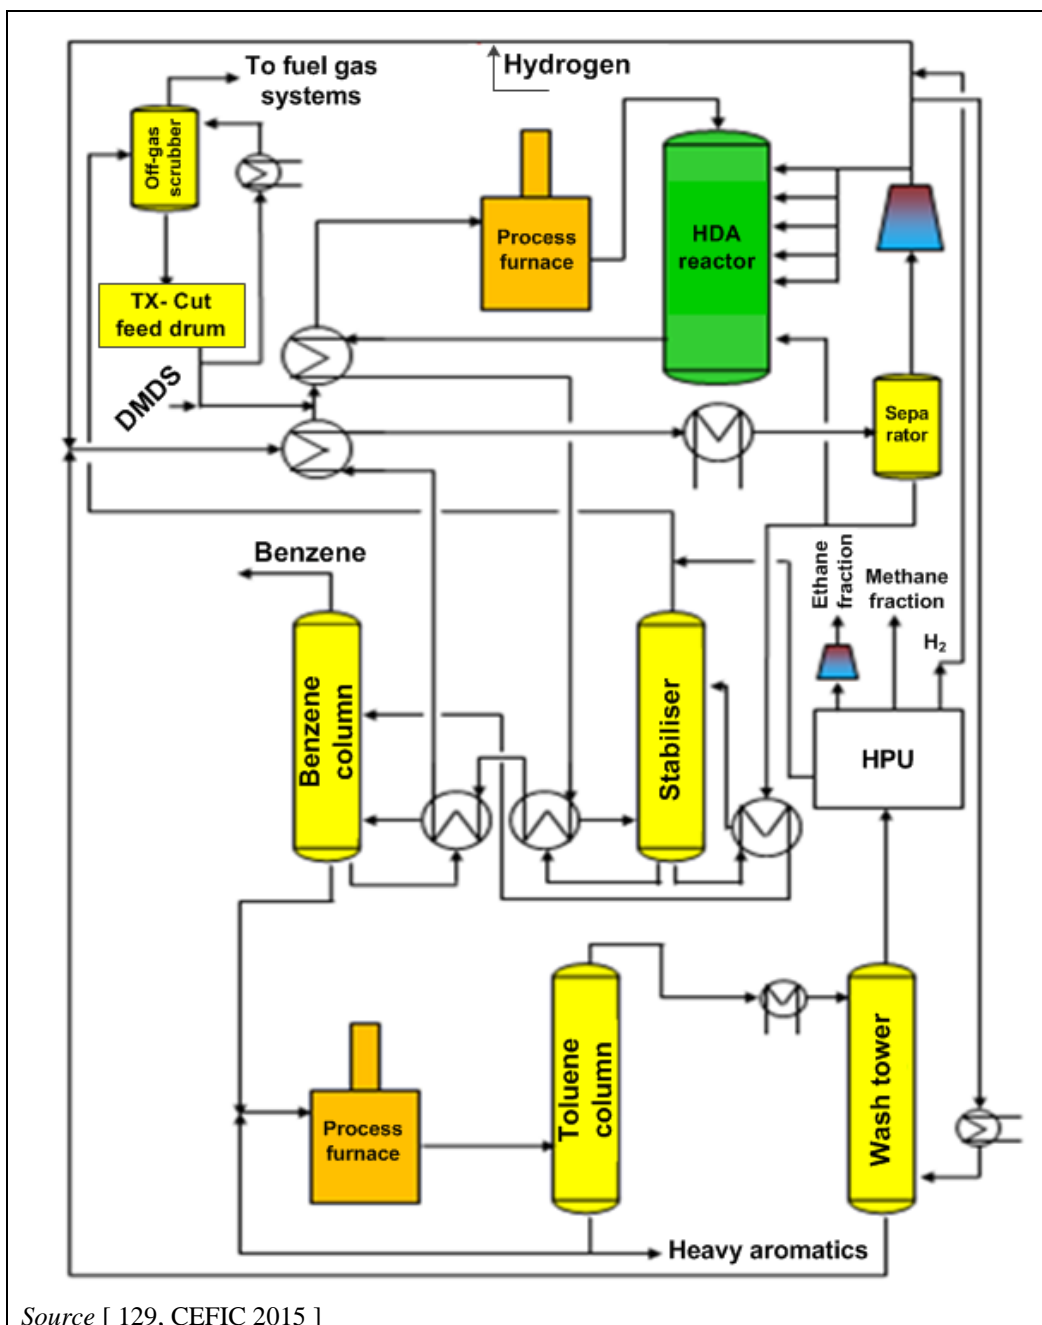 To fuel gas
systems
Hydrogen
Off-gas
scrubber
Process
furnace
HDA
reactor
TX- Cut
feed drum
DMDS
Sepa
rator
Benzene
Ethane
fraction
Methane
fraction
H₂
Benzene
column
Stabiliser
HPU
Process
furnace
Toluene
column
Wash tower
Heavy aromatics
Source [ 129, CEFIC 2015 ]